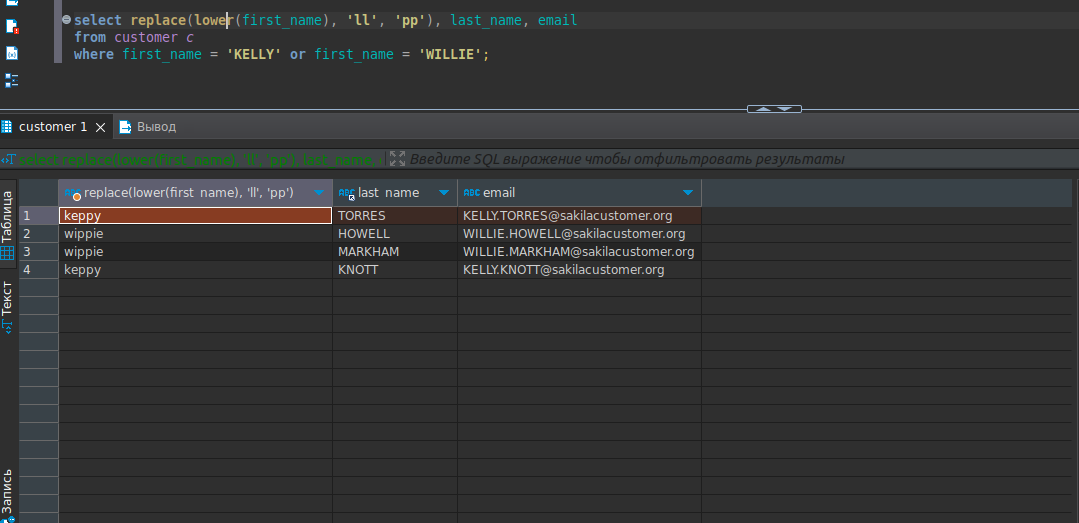 select replace(lower(first_name), 'll', 'pp'), last_name, email
from customer c
where first_name = 'KELLY' or first_name = 'WILLIE';
customer 1
Вывод
select replace(lower(first_name), 'll', 'pp'), last_name,
Введите SQL выражение чтобы отфильтровать результаты
Таблица
Текст
Запись
replace(lower(first_name), 'll', 'pp') ABC last_name ABC email
1 keppy TORRES KELLY.TORRES@sakilacustomer.org
2 wippie HOWELL WILLIE.HOWELL@sakilacustomer.org
3 wippie MARKHAM WILLIE.MARKHAM@sakilacustomer.org
4 keppy KNOTT KELLY.KNOTT@sakilacustomer.org